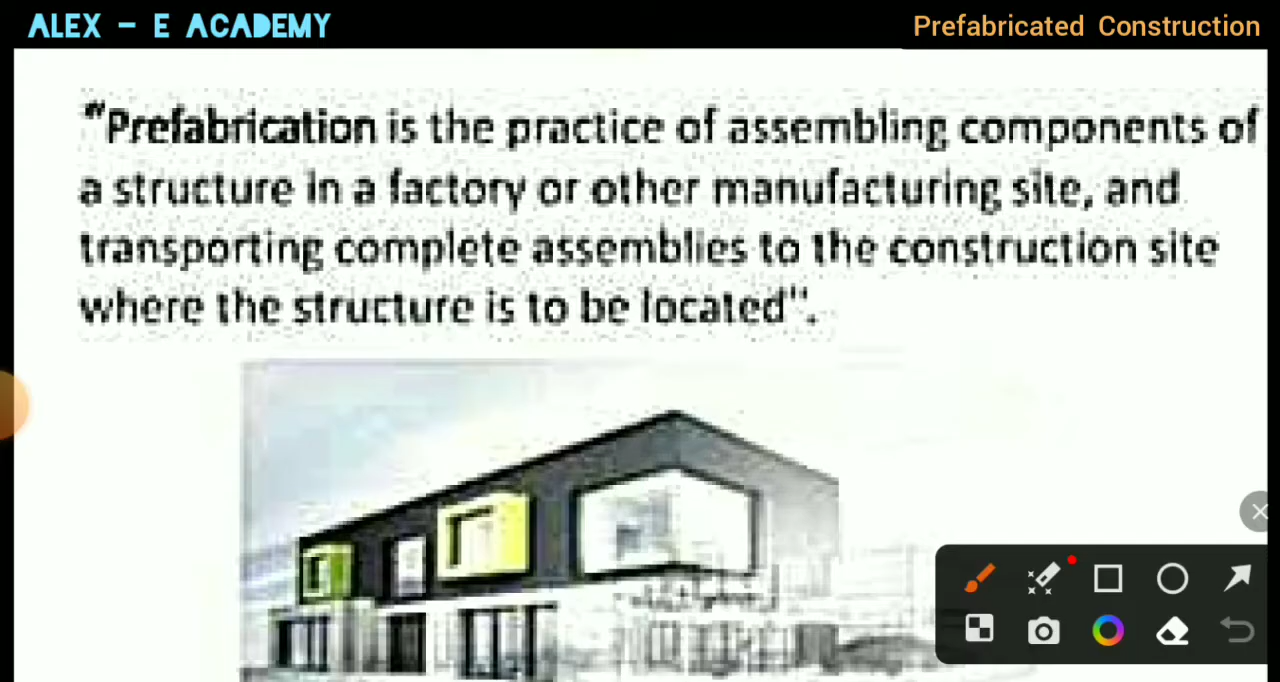 ALEX - E ACADEMY
Prefabricated Construction
"Prefabrication is the practice of assembling components of
a structure in a factory or other manufacturing site, and
transporting complete assemblies to the construction site
where the structure is to be located".